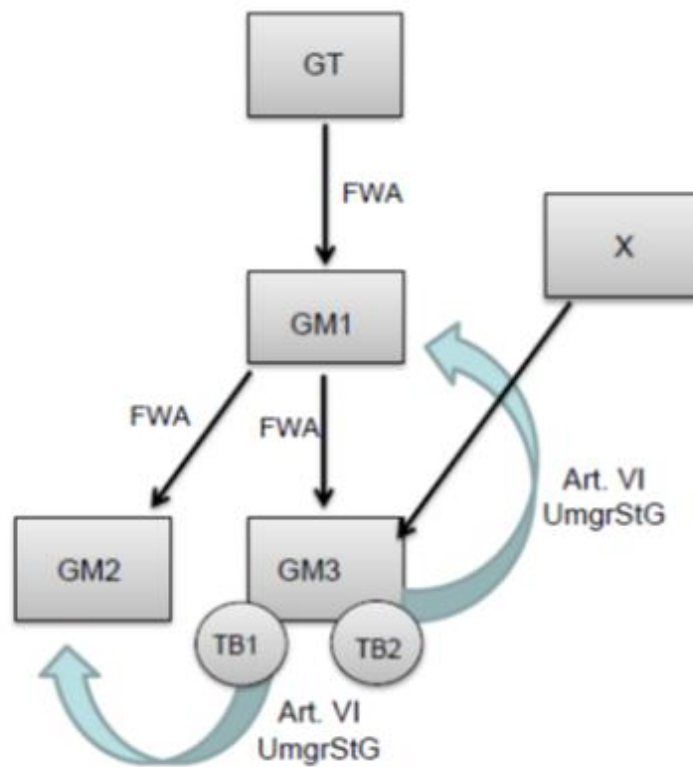 GT
FWA
X
GM1
FWA
FWA
Art. VI
UmgrStG
GM2
GM3
TB1
TB2
Art. VI
UmgrStG